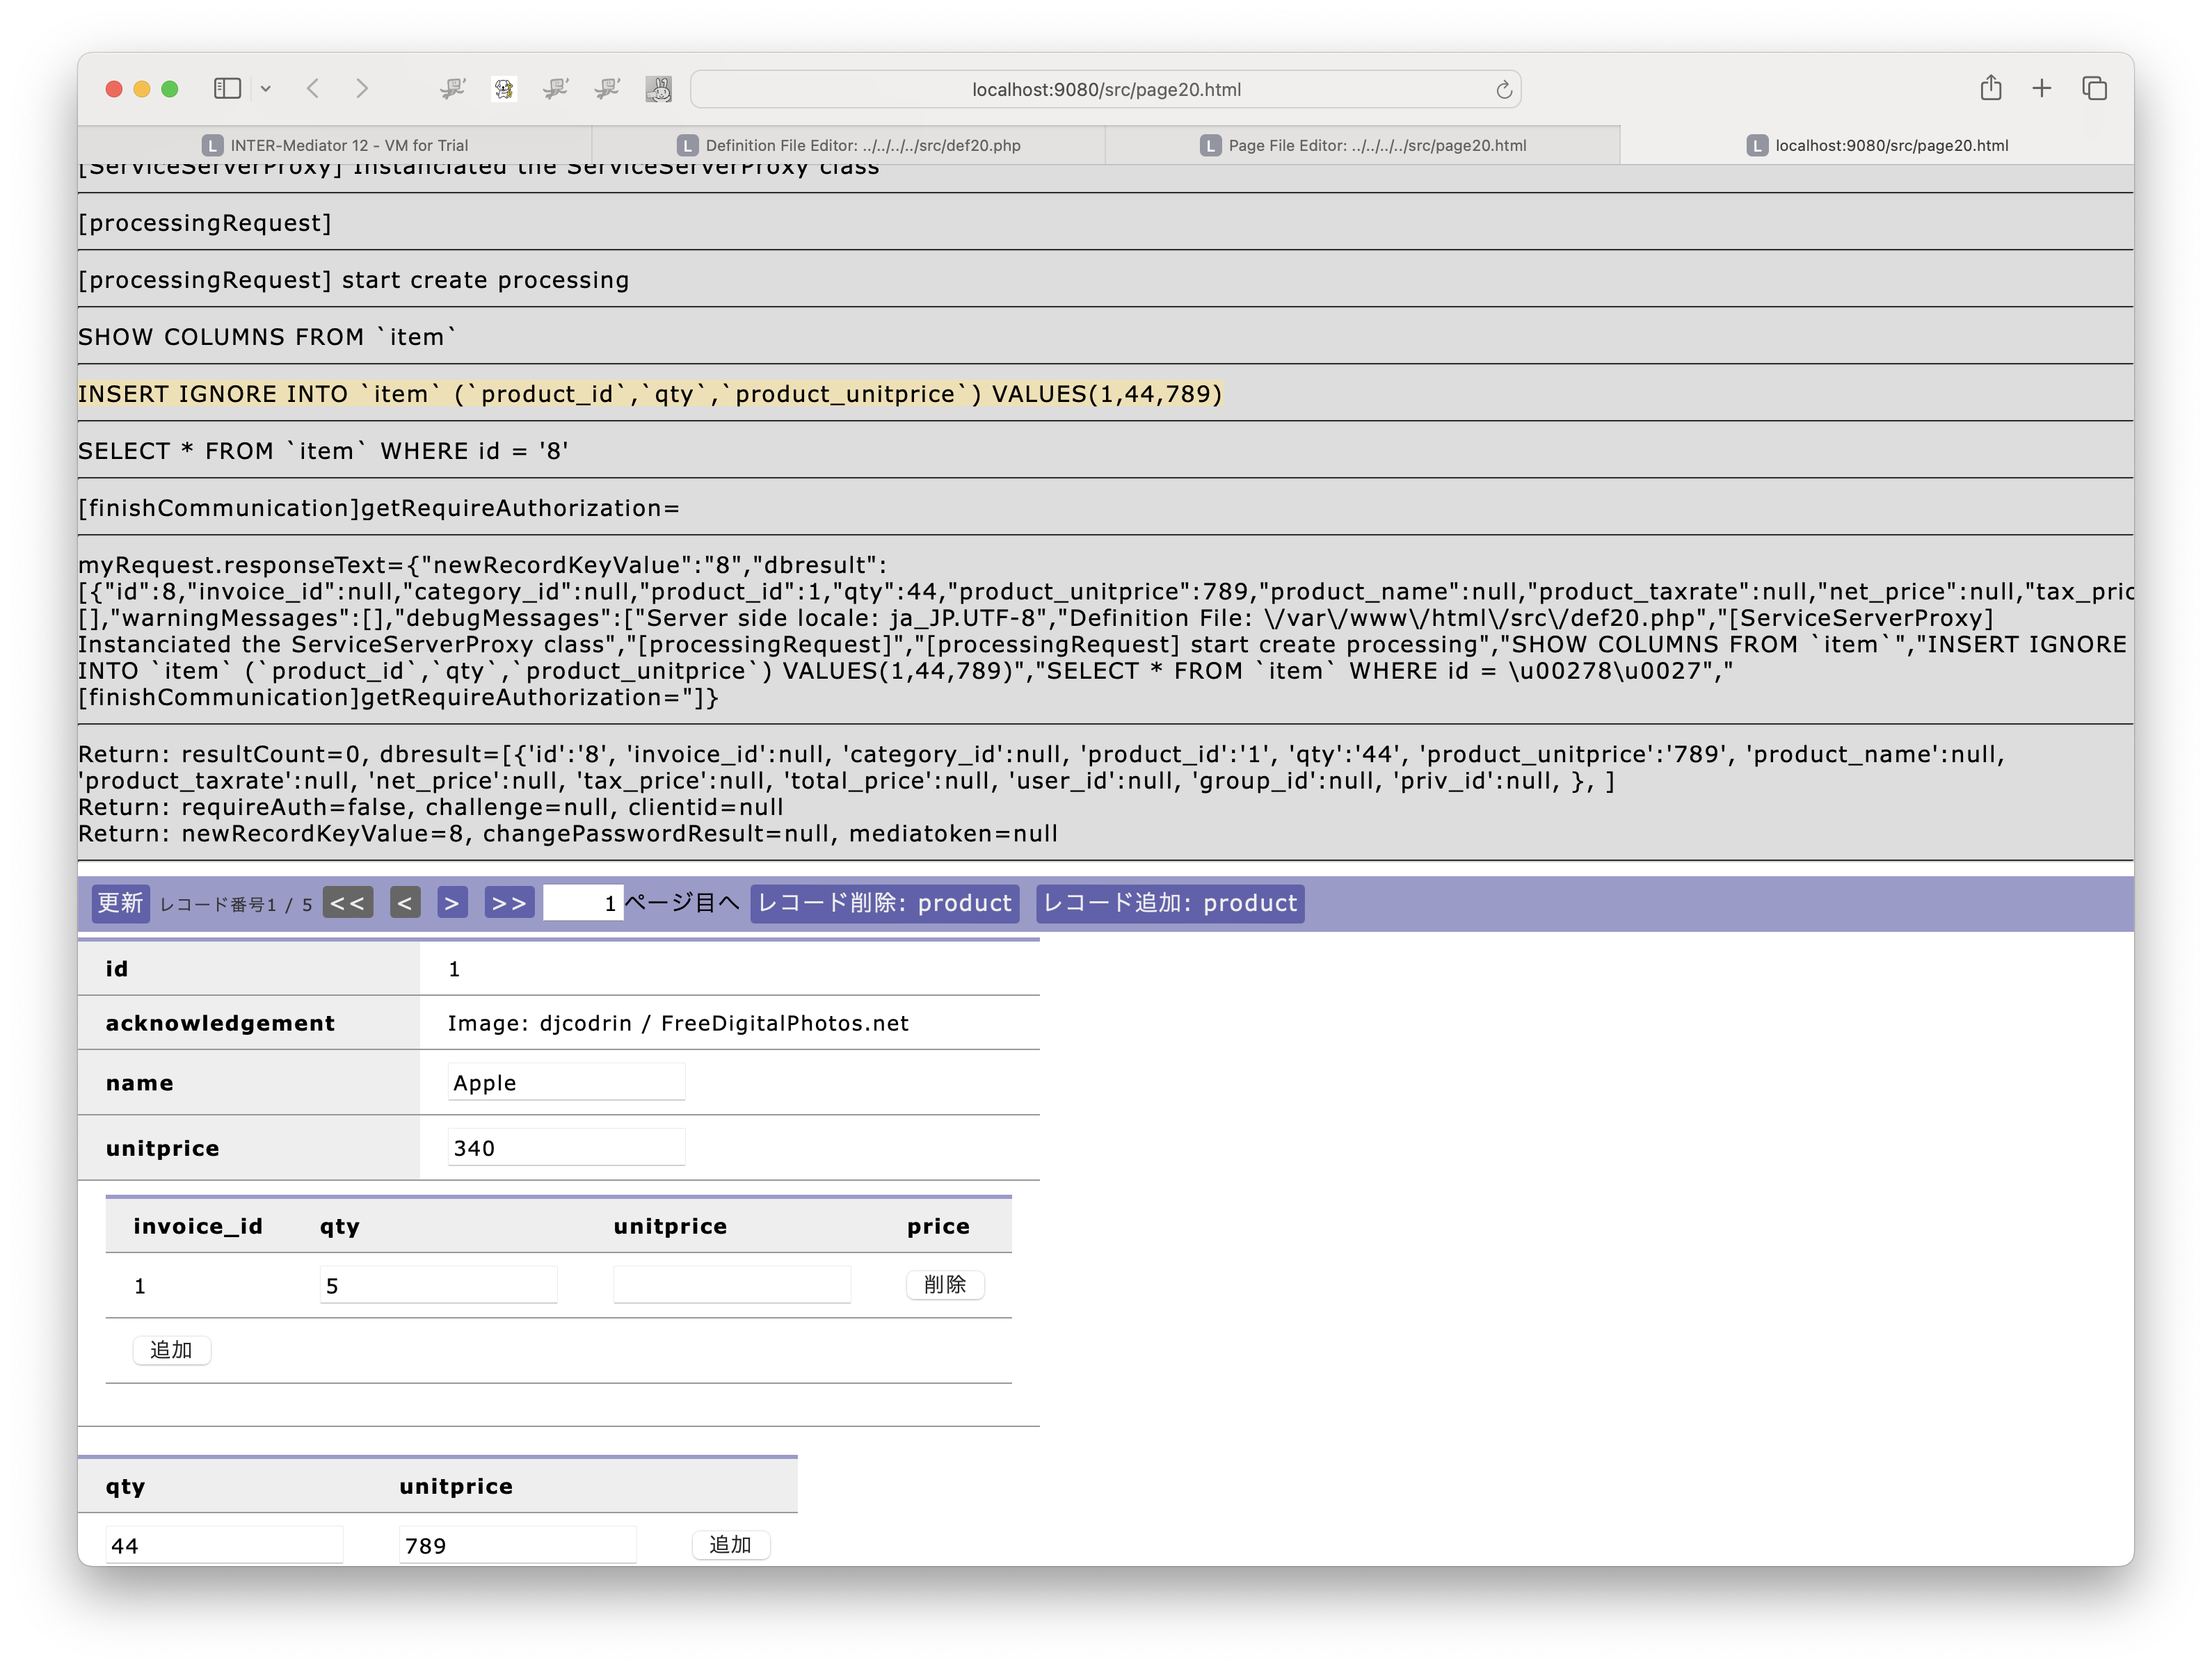 localhost:9080/src/page20.html
L INTER-Mediator 12 - VM for Trial
L Definition File Editor: ../../../../src/def20.php
L Page File Editor: ../../../../src/page20.html
L localhost:9080/src/page20.html
[ServiceServerProxy] Instanciated the ServiceServerProxy class
[processingRequest]
[processingRequest] start create processing
SHOW COLUMNS FROM `item`
INSERT IGNORE INTO `item` (`product_id`,`qty`,`product_unitprice`) VALUES(1,44,789)
SELECT * FROM `item` WHERE id = '8'
[finishCommunication]getRequireAuthorization=
myRequest.responseText={"newRecordKeyValue":"8","dbresult":
[{"id":8,"invoice_id":null,"category_id":null,"product_id":1,"qty":44,"product_unitprice":789,"product_name":null,"product_taxrate":null,"net_price":null,"tax_pric
[],"warningMessages":[],"debugMessages":["Server side locale: ja_JP.UTF-8","Definition File: \/var\/www\/html\/src\/def20.php","[ServiceServerProxy]
Instanciated the ServiceServerProxy class","[processingRequest]","[processingRequest] start create processing","SHOW COLUMNS FROM `item`","INSERT IGNORE
INTO `item` (`product_id`,`qty`,`product_unitprice`) VALUES(1,44,789)","SELECT * FROM `item` WHERE id = \u00278\u0027","
[finishCommunication]getRequireAuthorization="]}
Return: resultCount=0, dbresult=[{'id':'8', 'invoice_id':null, 'category_id':null, 'product_id':'1', 'qty':'44', 'product_unitprice':'789', 'product_name':null,
'product_taxrate':null, 'net_price':null, 'tax_price':null, 'total_price':null, 'user_id':null, 'group_id':null, 'priv_id':null, }, ]
Return: requireAuth=false, challenge=null, clientid=null
Return: newRecordKeyValue=8, changePasswordResult=null, mediatoken=null
更新 レコード番号1 / 5 << < > >> 1 ページ目へ レコード削除: product レコード追加: product
id 1
acknowledgement Image: djcodrin / FreeDigitalPhotos.net
name Apple
unitprice 340
invoice_id qty unitprice price
1 5 削除
追加
qty unitprice
44 789 追加